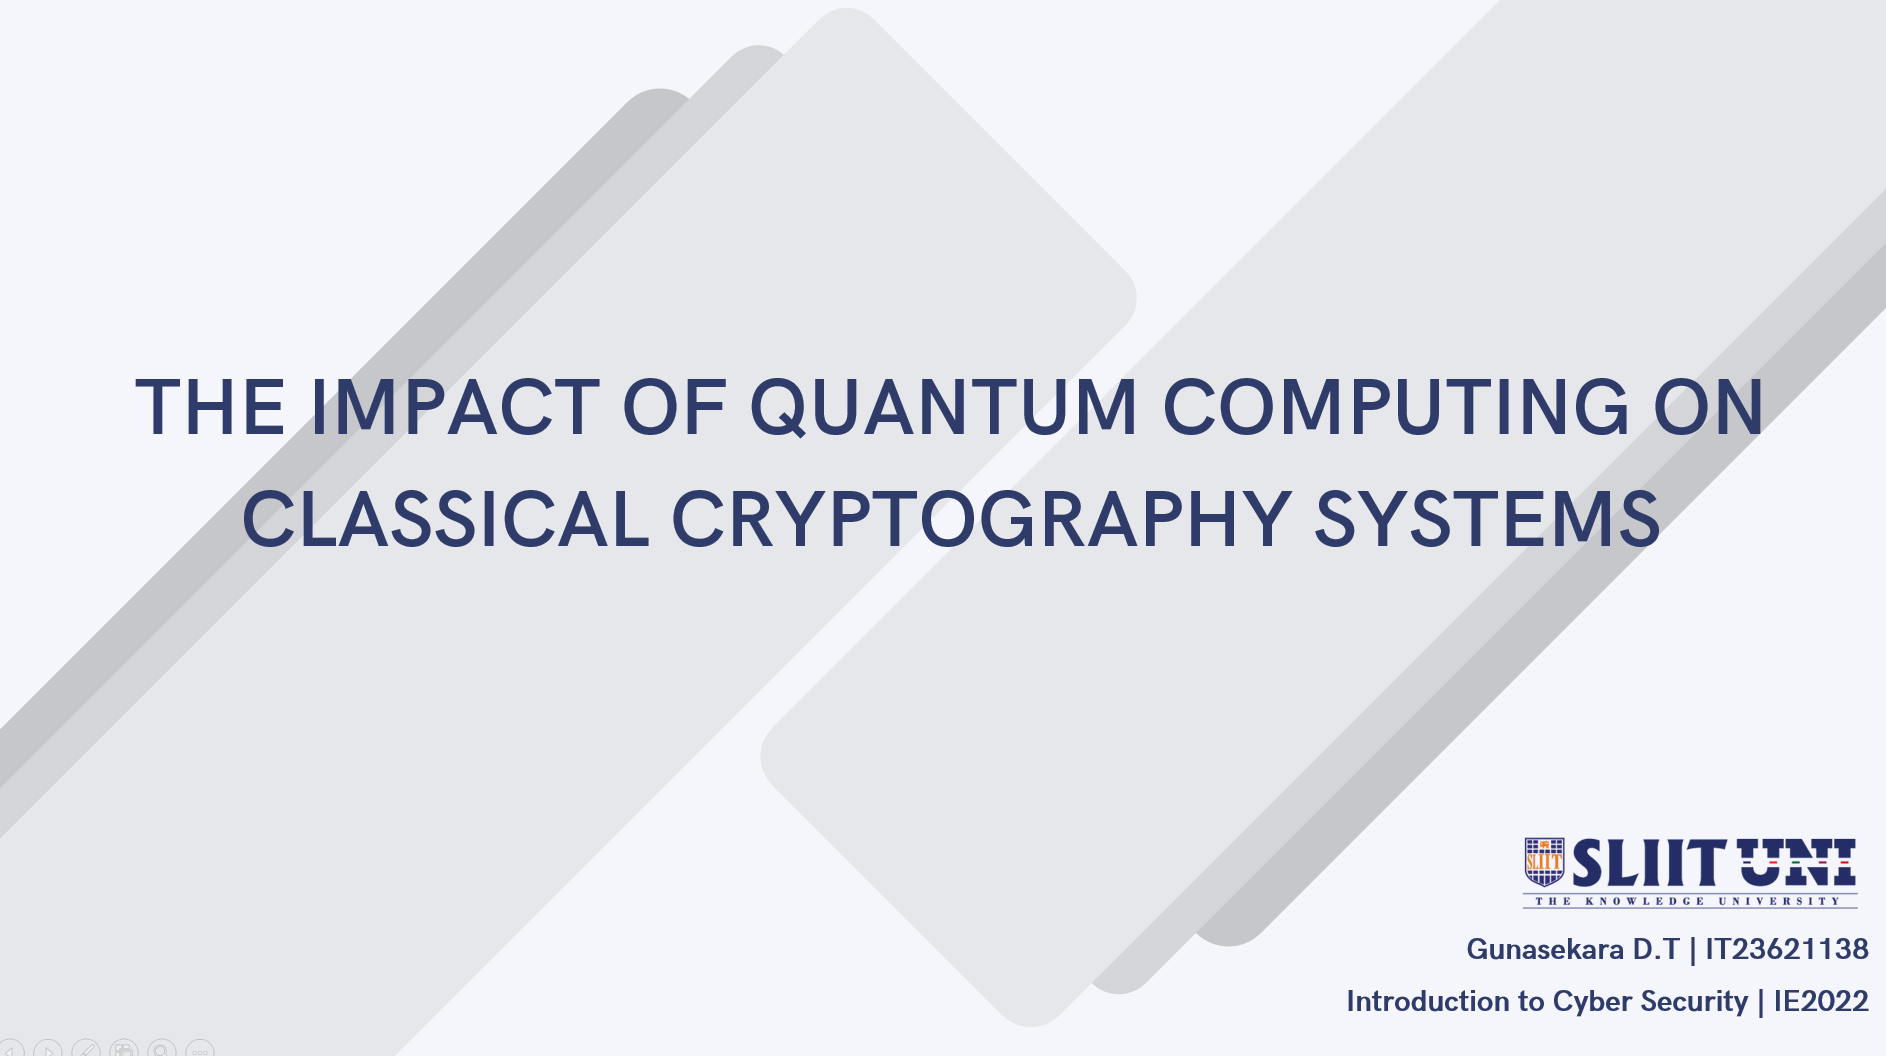 THE IMPACT OF QUANTUM COMPUTING ON
CLASSICAL CRYPTOGRAPHY SYSTEMS
SLIIT SLIIT UNI
THE KNOWLEDGE UNIVERSITY
Gunasekara D.T | IT23621138
Introduction to Cyber Security | IE2022